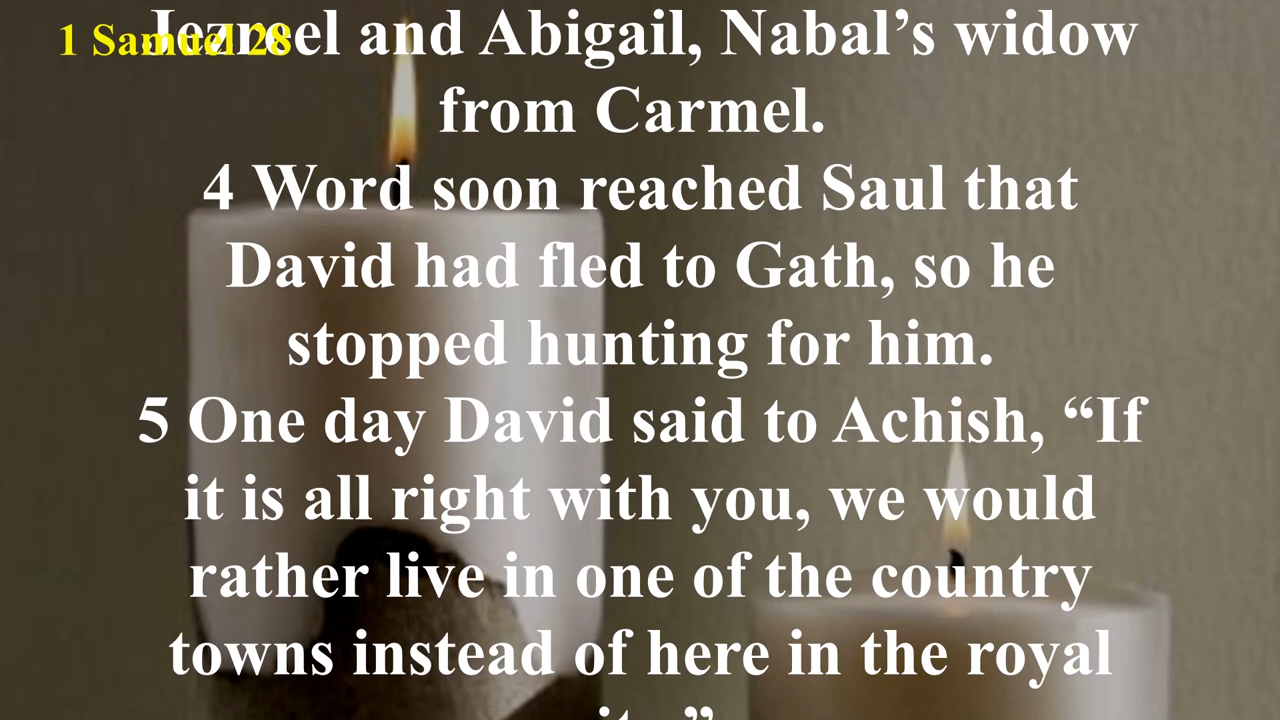 1 Samuel 28
Jezreel and Abigail, Nabal’s widow
from Carmel.
4 Word soon reached Saul that
David had fled to Gath, so he
stopped hunting for him.
5 One day David said to Achish, “If
it is all right with you, we would
rather live in one of the country
towns instead of here in the royal